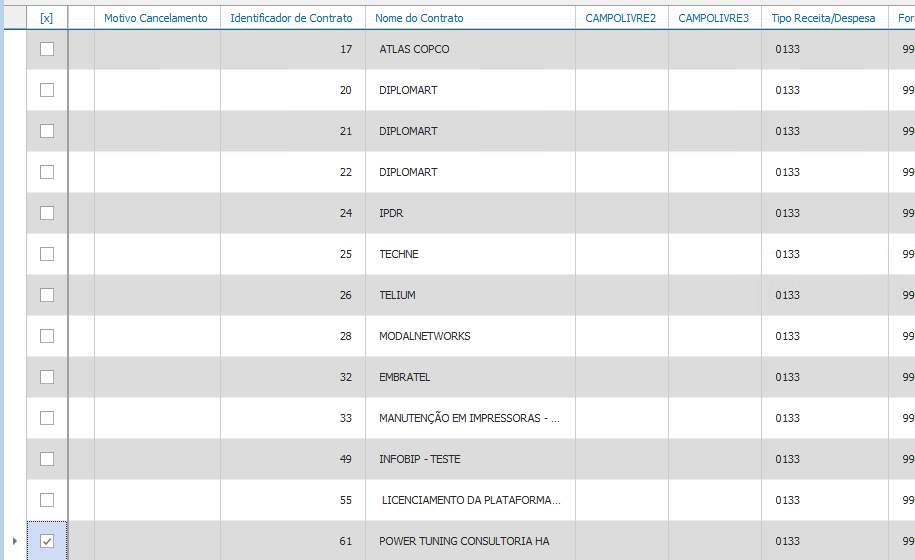 [x] Motivo Cancelamento Identificador de Contrato Nome do Contrato CAMPOLIVRE2 CAMPOLIVRE3 Tipo Receita/Despesa For
17 ATLAS COPCO 0133 99
20 DIPLOMART 0133 99
21 DIPLOMART 0133 99
22 DIPLOMART 0133 99
24 IPDR 0133 99
25 TECHNE 0133 99
26 TELIUM 0133 99
28 MODALNETWORKS 0133 99
32 EMBRATEL 0133 99
33 MANUTENÇÃO EM IMPRESSORAS - ... 0133 99
49 INFOBIP - TESTE 0133 99
55 LICENCIAMENTO DA PLATAFORMA... 0133 99
61 POWER TUNING CONSULTORIA HA 0133 99